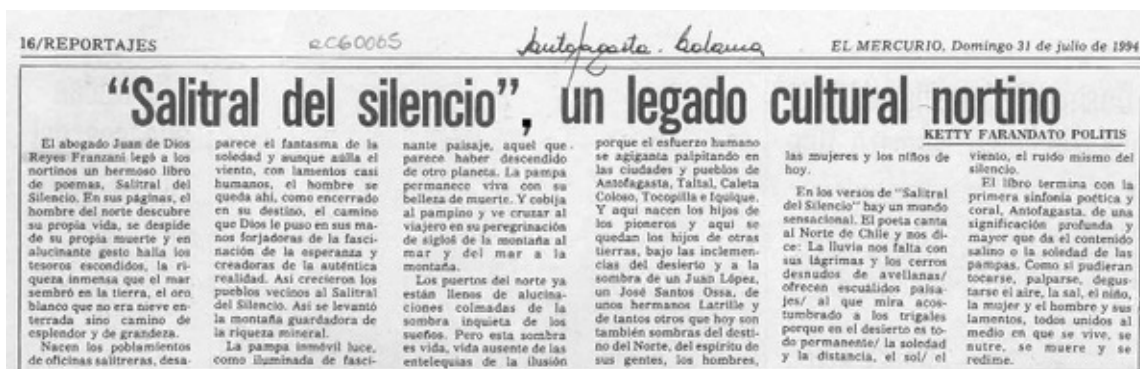 16/REPORTAJES
RC60005
Antofagasta. Calama
EL MERCURIO, Domingo 31 de julio de 1994
“Salitral del silencio”, un legado cultural nortino
KETTY FARANDATO POLITIS
El abogado Juan de Dios
Reyes Franzani legó a los
nortinos un hermoso libro
de poemas, Salitral del
Silencio. En sus páginas, el
hombre del norte descubre
su propia vida, se despide
de su propia muerte y en
alucinante gesto halla los
tesoros escondidos, la ri-
queza inmensa que el mar
sembró en la tierra, el oro
blanco que no era nieve en-
terrada sino camino de
esplendor y de grandeza.
Nacen los poblamientos
de oficinas salitreras, desa-
parece el fantasma de la
soledad y aunque aúlla el
viento, con lamentos casi
humanos, el hombre se
queda ahí, como encerrado
en su destino, el camino
que Dios le puso en sus ma-
nos forjadoras de la fasci-
nación de la esperanza y
creadoras de la auténtica
realidad. Así crecieron los
pueblos vecinos al Salitral
del Silencio. Así se levantó
la montaña guardadora de
la riqueza mineral.
La pampa inmóvil luce,
como iluminada de fasci-
nante paisaje, aquel que
parece haber descendido
de otro planeta. La pampa
permanece viva con su
belleza de muerte. Y cobija
al pampino y ve cruzar al
viajero en su peregrinación
de siglos de la montaña al
mar y del mar a la
montaña.
Los puertos del norte ya
están llenos de alucina-
ciones colmadas de la
sombra inquieta de los
sueños. Pero esta sombra
es vida, vida ausente de las
entelequias de la ilusión
porque el esfuerzo humano
se agiganta palpitando en
las ciudades y pueblos de
Antofagasta, Taltal, Caleta
Coloso, Tocopilla e Iquique.
Y aquí nacen los hijos de
los pioneros y aquí se
quedan los hijos de otras
tierras, bajo las inclemen-
cias del desierto y a la
sombra de un Juan López,
un José Santos Ossa, de
unos hermanos Latrille y
de tantos otros que hoy son
también sombras del desti-
no del Norte, del espíritu de
sus gentes, los hombres,
las mujeres y los niños de
hoy.
En los versos de “Salitral
del Silencio” hay un mundo
sensacional. El poeta canta
al Norte de Chile y nos di-
ce: La lluvia nos falta con
sus lágrimas y los cerros
desnudos de avellanas/
ofrecen escuálidos paisa-
jes/ al que mira acos-
tumbrado a los trigales
porque en el desierto es to-
do permanente/ la soledad
y la distancia, el sol/ el
viento, el ruido mismo del
silencio.
El libro termina con la
primera sinfonía poética y
coral, Antofagasta, de una
significación profunda y
mayor que da el contenido
salino o la soledad de las
pampas. Como si pudieran
tocarse, palparse, degus-
tarse el aire, la sal, el niño,
la mujer y el hombre y sus
lamentos, todos unidos al
medio en que se vive, se
nutre, se muere y se
redime.